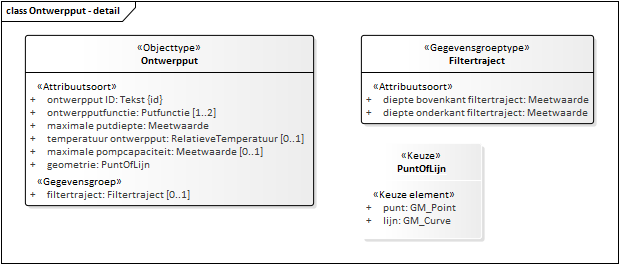 class Ontwerpput - detail
«Objecttype»
Ontwerpput
«Attribuutsoort»
+ ontwerpput ID: Tekst {id}
+ ontwerpputfunctie: Putfunctie [1..2]
+ maximale putdiepte: Meetwaarde
+ temperatuur ontwerpput: RelatieveTemperatuur [0..1]
+ maximale pompcapaciteit: Meetwaarde [0..1]
+ geometrie: PuntOfLijn
«Gegevensgroep»
+ filtertraject: Filtertraject [0..1]
«Gegevensgroeptype»
Filtertraject
«Attribuutsoort»
+ diepte bovenkant filtertraject: Meetwaarde
+ diepte onderkant filtertraject: Meetwaarde
«Keuze»
PuntOfLijn
«Keuze element»
+ punt: GM_Point
+ lijn: GM_Curve